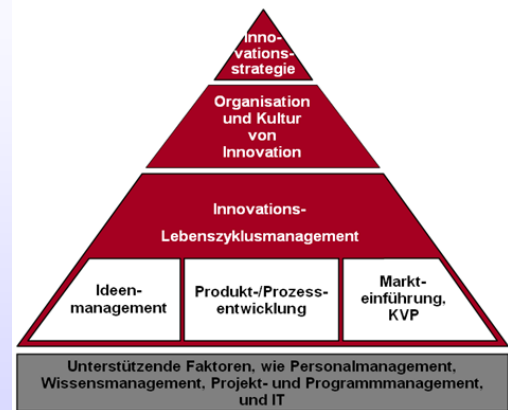 Inno-
vations-
strategie
Organisation
und Kultur
von
Innovation
Innovations-
Lebenszyklusmanagement
Ideen-
management
Produkt-/Prozess-
entwicklung
Markt-
einführung,
KVP
Unterstützende Faktoren, wie Personalmanagement,
Wissensmanagement, Projekt- und Programmmanagement,
und IT